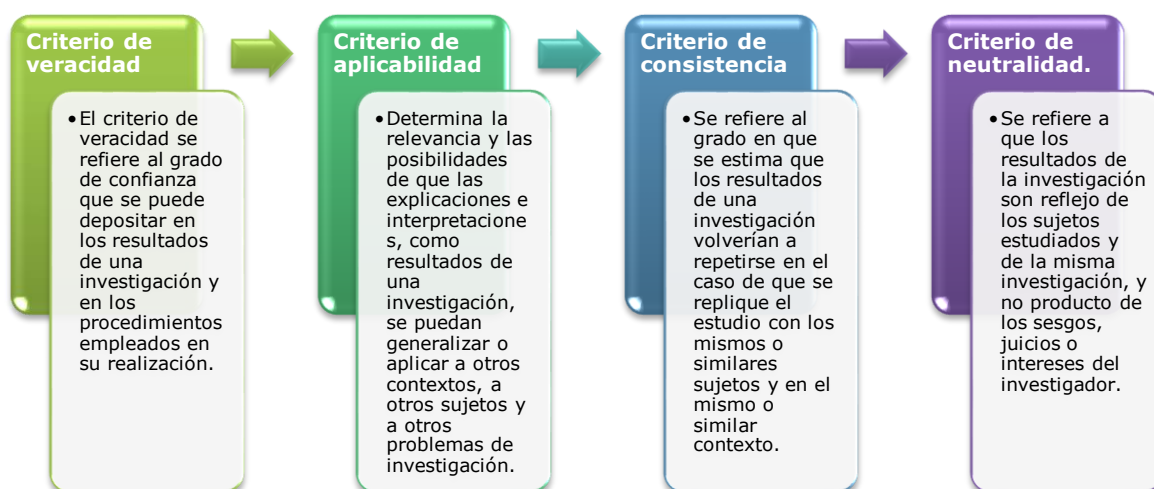 Criterio de
veracidad
•El criterio de
veracidad se
refiere al grado
de confianza
que se puede
depositar en
los resultados
de una
investigación y
en los
procedimientos
empleados en
su realización.
Criterio de
aplicabilidad
•Determina la
relevancia y las
posibilidades
de que las
explicaciones e
interpretacione
s, como
resultados de
una
investigación,
se puedan
generalizar o
aplicar a otros
contextos, a
otros sujetos y
a otros
problemas de
investigación.
Criterio de
consistencia
•Se refiere al
grado en que
se estima que
los resultados
de una
investigación
volverían a
repetirse en el
caso de que se
replique el
estudio con los
mismos o
similares
sujetos y en el
mismo o
similar
contexto.
Criterio de
neutralidad.
•Se refiere a
que los
resultados de
la investigación
son reflejo de
los sujetos
estudiados y
de la misma
investigación, y
no producto de
los sesgos,
juicios o
intereses del
investigador.